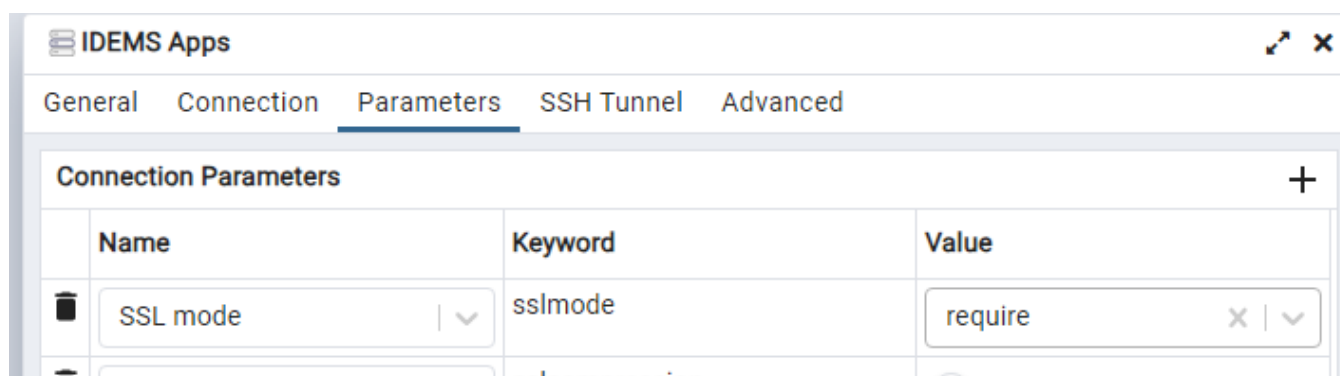 IDEMS Apps
General Connection Parameters SSH Tunnel Advanced
Connection Parameters
Name Keyword Value
SSL mode sslmode require